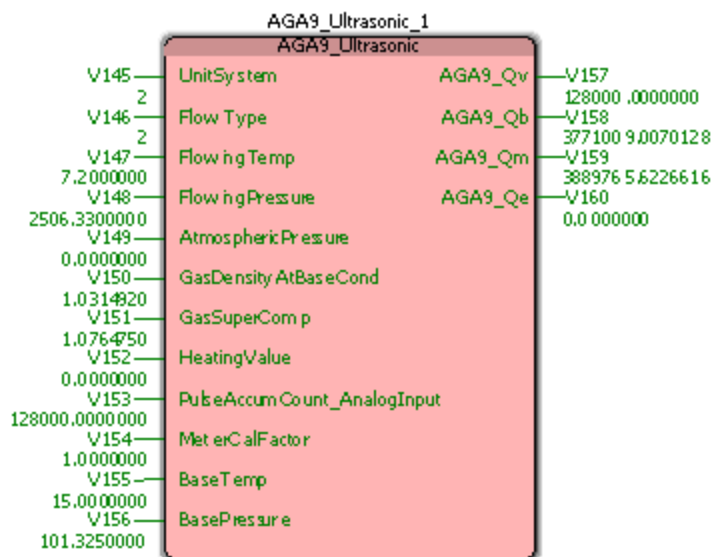 AGA9_Ultrasonic_1
AGA9_Ultrasonic
V145 UnitSystem AGA9_Qv V157
2 128000.0000000
V146 Flow Type AGA9_Qb V158
2 3771009.0070128
V147 FlowingTemp AGA9_Qm V159
7.2000000 3889765.6226616
V148 FlowingPressure AGA9_Qe V160
2506.3300000 0.0000000
V149 AtmosphericPressure
0.0000000
V150 GasDensityAtBaseCond
1.0314920
V151 GasSuperComp
1.0764750
V152 HeatingValue
0.0000000
V153 PulseAccumCount_AnalogInput
128000.0000000
V154 MeterCalFactor
1.0000000
V155 BaseTemp
15.0000000
V156 BasePressure
101.3250000